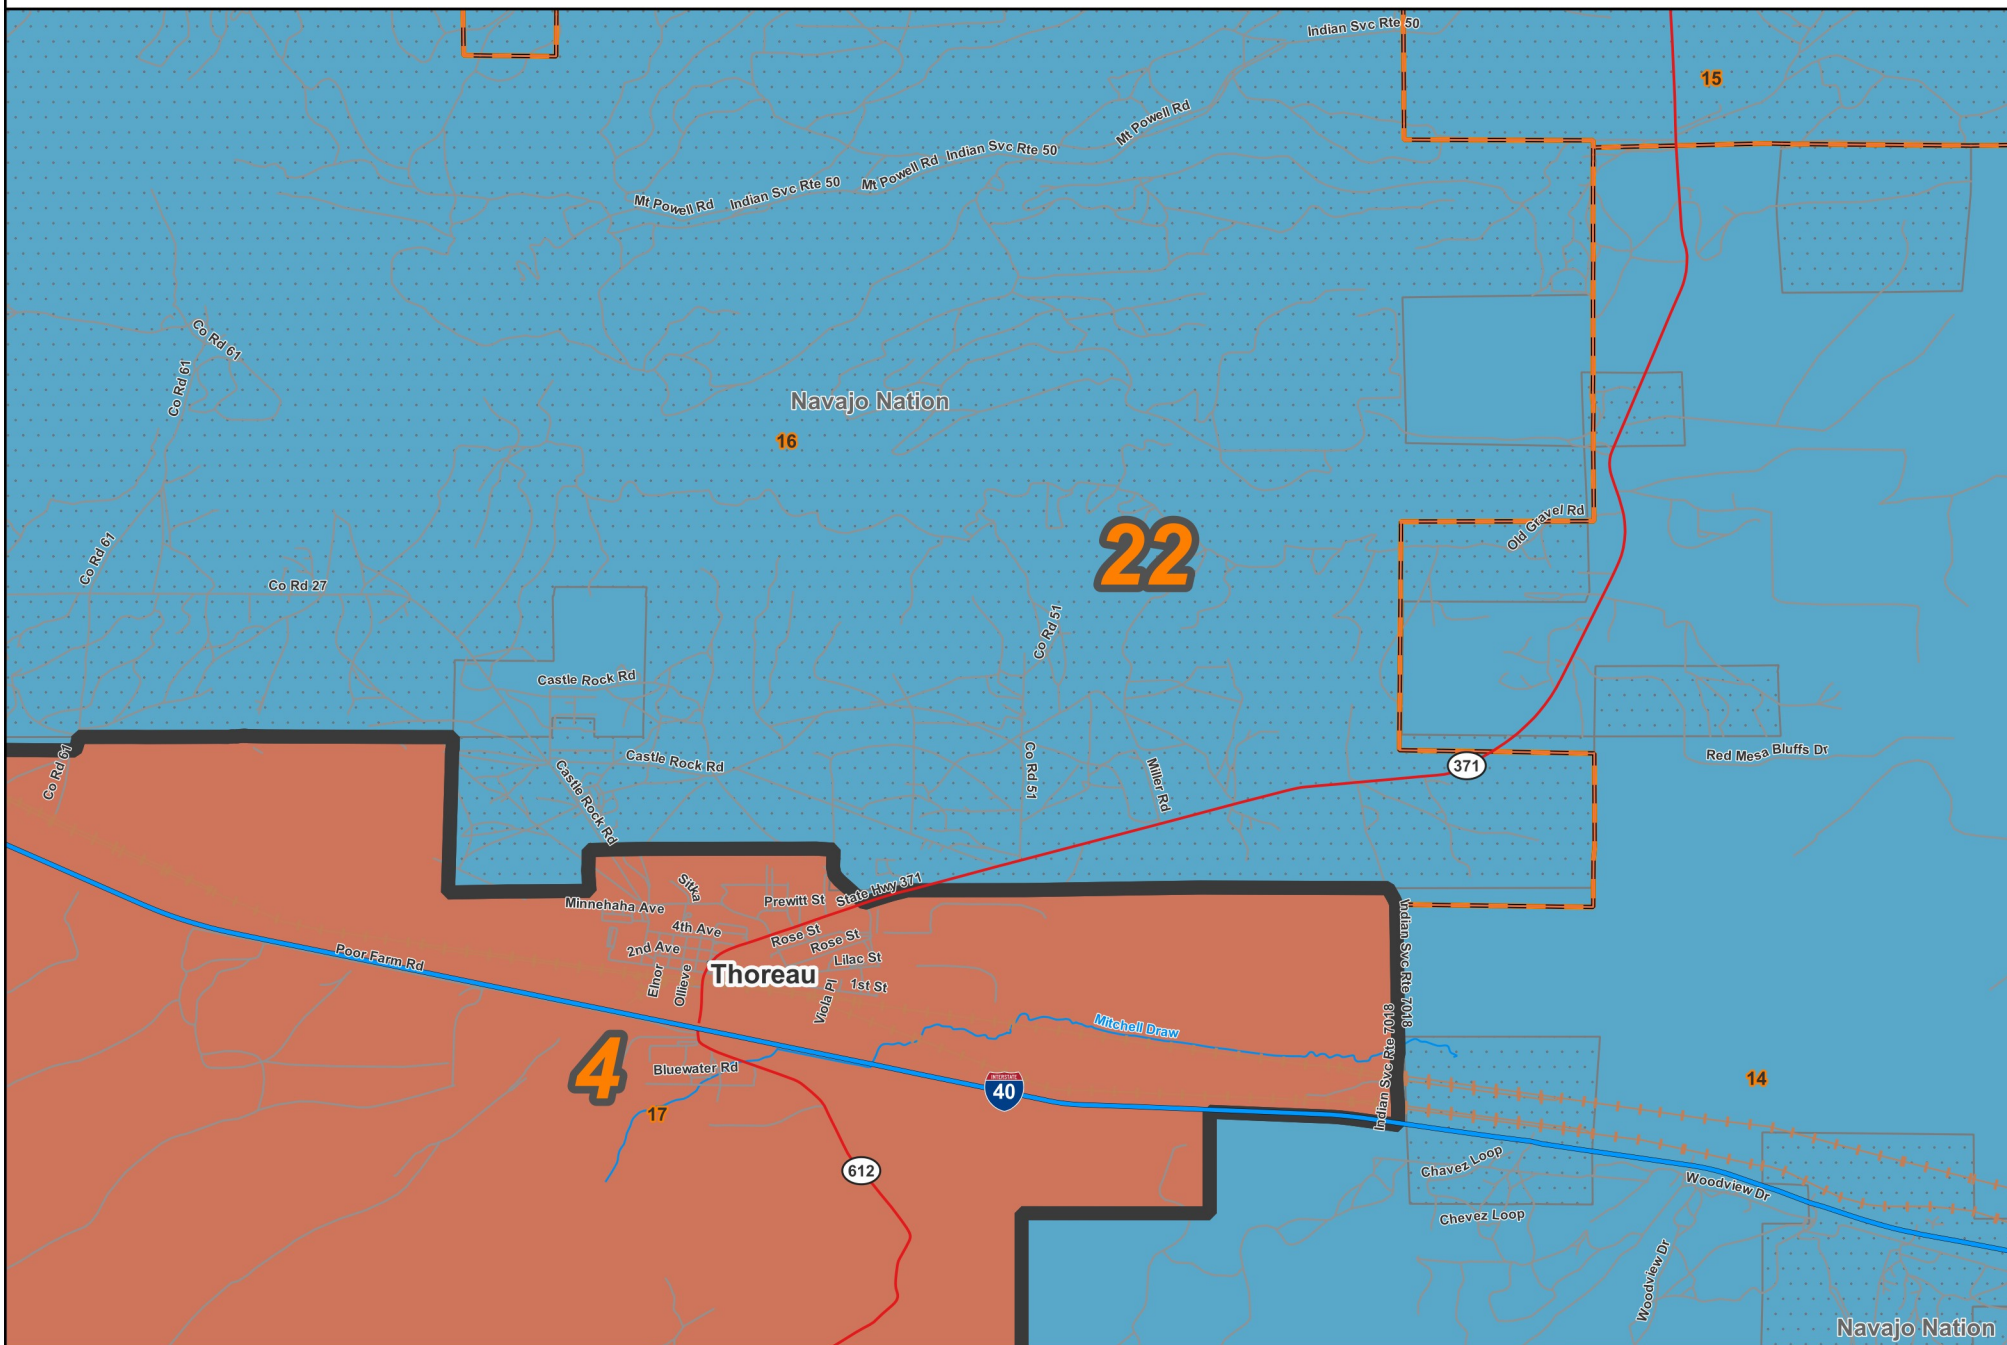 Indian Svc Rte 50
15
Mt Powell Rd
Indian Svc Rte 50
Mt Powell Rd
Indian Svc Rte 50
Mt Powell Rd
Co Rd 61
Co Rd 61
Navajo Nation
16
Old Gravel Rd
22
Co Rd 61
Co Rd 27
Co Rd 51
Castle Rock Rd
Castle Rock Rd
Red Mesa Bluffs Dr
371
Co Rd 61
Castle Rock Rd
Co Rd 51
Miller Rd
Sitka
State Hwy 371
Prewitt St
Minnehaha Ave
4th Ave
Rose St
Rose St
2nd Ave
Lilac St
Poor Farm Rd
Elnor
Ollieve
Thoreau
1st St
Viola Pl
Indian Svc Rte 7018
Mitchell Draw
Indian Svc Rte 7018
4
Bluewater Rd
INTERSTATE
40
14
17
612
Chavez Loop
Woodview Dr
Chevez Loop
Woodview Dr
Navajo Nation